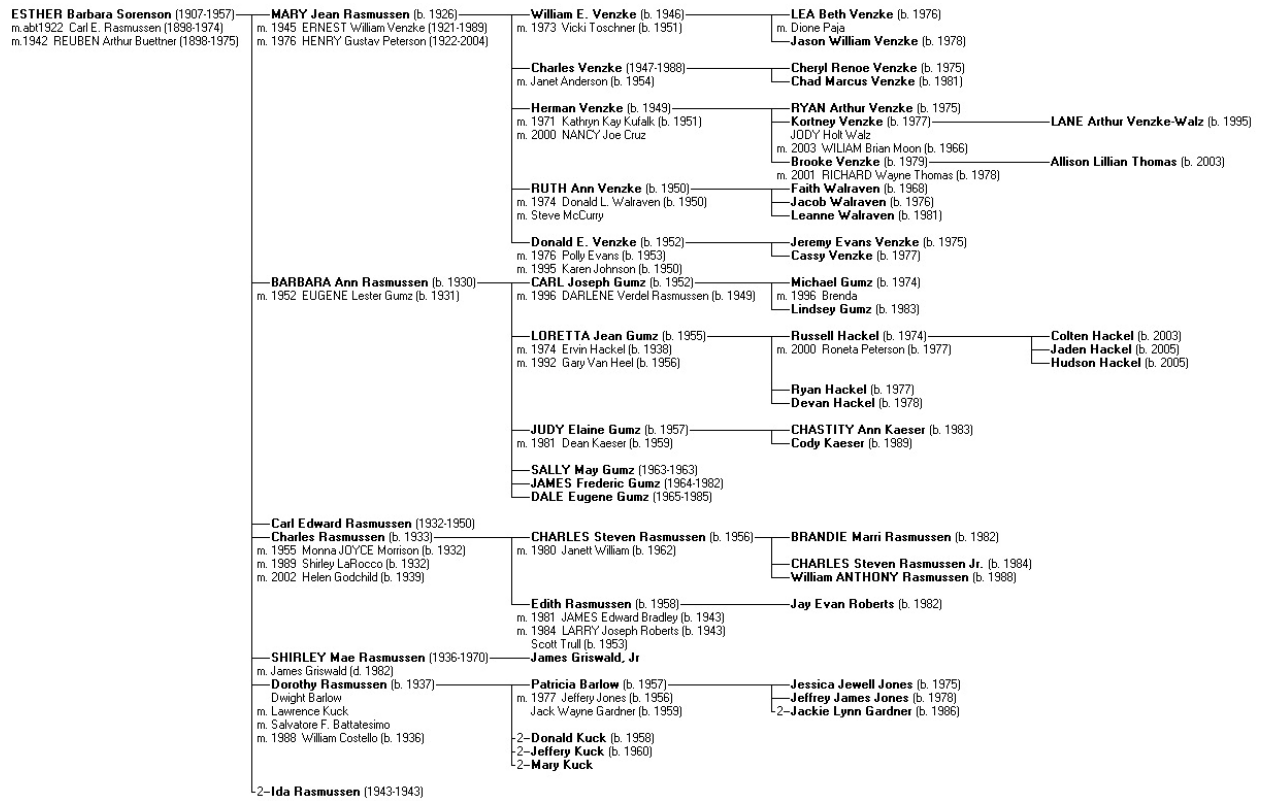 ESTHER Barbara Sorenson (1907-1957)
m.abt1922 Carl E. Rasmussen (1898-1974)
m.1942 REUBEN Arthur Buettner (1898-1975)
MARY Jean Rasmussen (b. 1926)
m. 1945 ERNEST William Venzke (1921-1989)
m. 1976 HENRY Gustav Peterson (1922-2004)
William E. Venzke (b. 1946)
m. 1973 Vicki Toschner (b. 1951)
LEA Beth Venzke (b. 1976)
m. Dione Paja
Jason William Venzke (b. 1978)
Charles Venzke (1947-1988)
m. Janet Anderson (b. 1954)
Cheryl Renoe Venzke (b. 1975)
Chad Marcus Venzke (b. 1981)
Herman Venzke (b. 1949)
m. 1971 Kathryn Kay Kufalk (b. 1951)
m. 2000 NANCY Joe Cruz
RYAN Arthur Venzke (b. 1975)
Kortney Venzke (b. 1977)
JODY Holt Walz
m. 2003 WILIAM Brian Moon (b. 1966)
LANE Arthur Venzke-Walz (b. 1995)
Brooke Venzke (b. 1979)
m. 2001 RICHARD Wayne Thomas (b. 1978)
Allison Lillian Thomas (b. 2003)
RUTH Ann Venzke (b. 1950)
m. 1974 Donald L. Walraven (b. 1950)
m. Steve McCurry
Faith Walraven (b. 1968)
Jacob Walraven (b. 1976)
Leanne Walraven (b. 1981)
Donald E. Venzke (b. 1952)
m. 1976 Polly Evans (b. 1953)
m. 1995 Karen Johnson (b. 1950)
Jeremy Evans Venzke (b. 1975)
Cassy Venzke (b. 1977)
BARBARA Ann Rasmussen (b. 1930)
m. 1952 EUGENE Lester Gumz (b. 1931)
CARL Joseph Gumz (b. 1952)
m. 1996 DARLENE Verdel Rasmussen (b. 1949)
Michael Gumz (b. 1974)
m. 1996 Brenda
Lindsey Gumz (b. 1983)
LORETTA Jean Gumz (b. 1955)
m. 1974 Ervin Hackel (b. 1938)
m. 1992 Gary Van Heel (b. 1956)
Russell Hackel (b. 1974)
m. 2000 Roneta Peterson (b. 1977)
Colten Hackel (b. 2003)
Jaden Hackel (b. 2005)
Hudson Hackel (b. 2005)
Ryan Hackel (b. 1977)
Devan Hackel (b. 1978)
JUDY Elaine Gumz (b. 1957)
m. 1981 Dean Kaeser (b. 1959)
CHASTITY Ann Kaeser (b. 1983)
Cody Kaeser (b. 1989)
SALLY May Gumz (1963-1963)
JAMES Frederic Gumz (1964-1982)
DALE Eugene Gumz (1965-1985)
Carl Edward Rasmussen (1932-1950)
Charles Rasmussen (b. 1933)
m. 1955 Monna JOYCE Morrison (b. 1932)
m. 1989 Shirley LaRocco (b. 1932)
m. 2002 Helen Godchild (b. 1939)
CHARLES Steven Rasmussen (b. 1956)
m. 1980 Janett William (b. 1962)
BRANDIE Marri Rasmussen (b. 1982)
CHARLES Steven Rasmussen Jr. (b. 1984)
William ANTHONY Rasmussen (b. 1988)
Edith Rasmussen (b. 1958)
m. 1981 JAMES Edward Bradley (b. 1943)
m. 1984 LARRY Joseph Roberts (b. 1943)
Scott Trull (b. 1953)
Jay Evan Roberts (b. 1982)
SHIRLEY Mae Rasmussen (1936-1970)
m. James Griswald (d. 1982)
James Griswald, Jr
Dorothy Rasmussen (b. 1937)
Dwight Barlow
m. Lawrence Kuck
m. Salvatore F. Battatesimo
m. 1988 William Costello (b. 1936)
Patricia Barlow (b. 1957)
m. 1977 Jeffery Jones (b. 1956)
Jack Wayne Gardner (b. 1959)
Jessica Jewell Jones (b. 1975)
Jeffrey James Jones (b. 1978)
2-Jackie Lynn Gardner (b. 1986)
2-Donald Kuck (b. 1958)
2-Jeffery Kuck (b. 1960)
2-Mary Kuck
2-Ida Rasmussen (1943-1943)